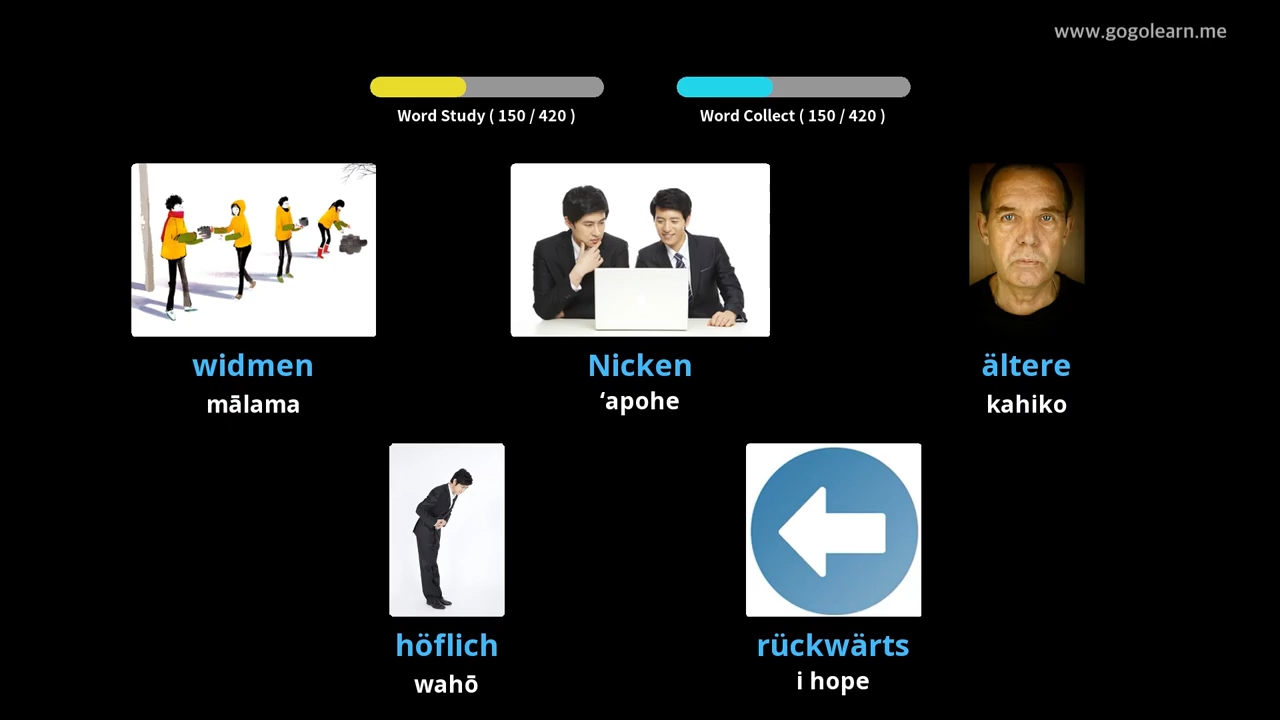 www.gogolearn.me
Word Study ( 150 / 420 )
Word Collect ( 150 / 420 )
widmen
mālama
Nicken
‘apohe
ältere
kahiko
höflich
wahō
rückwärts
i hope